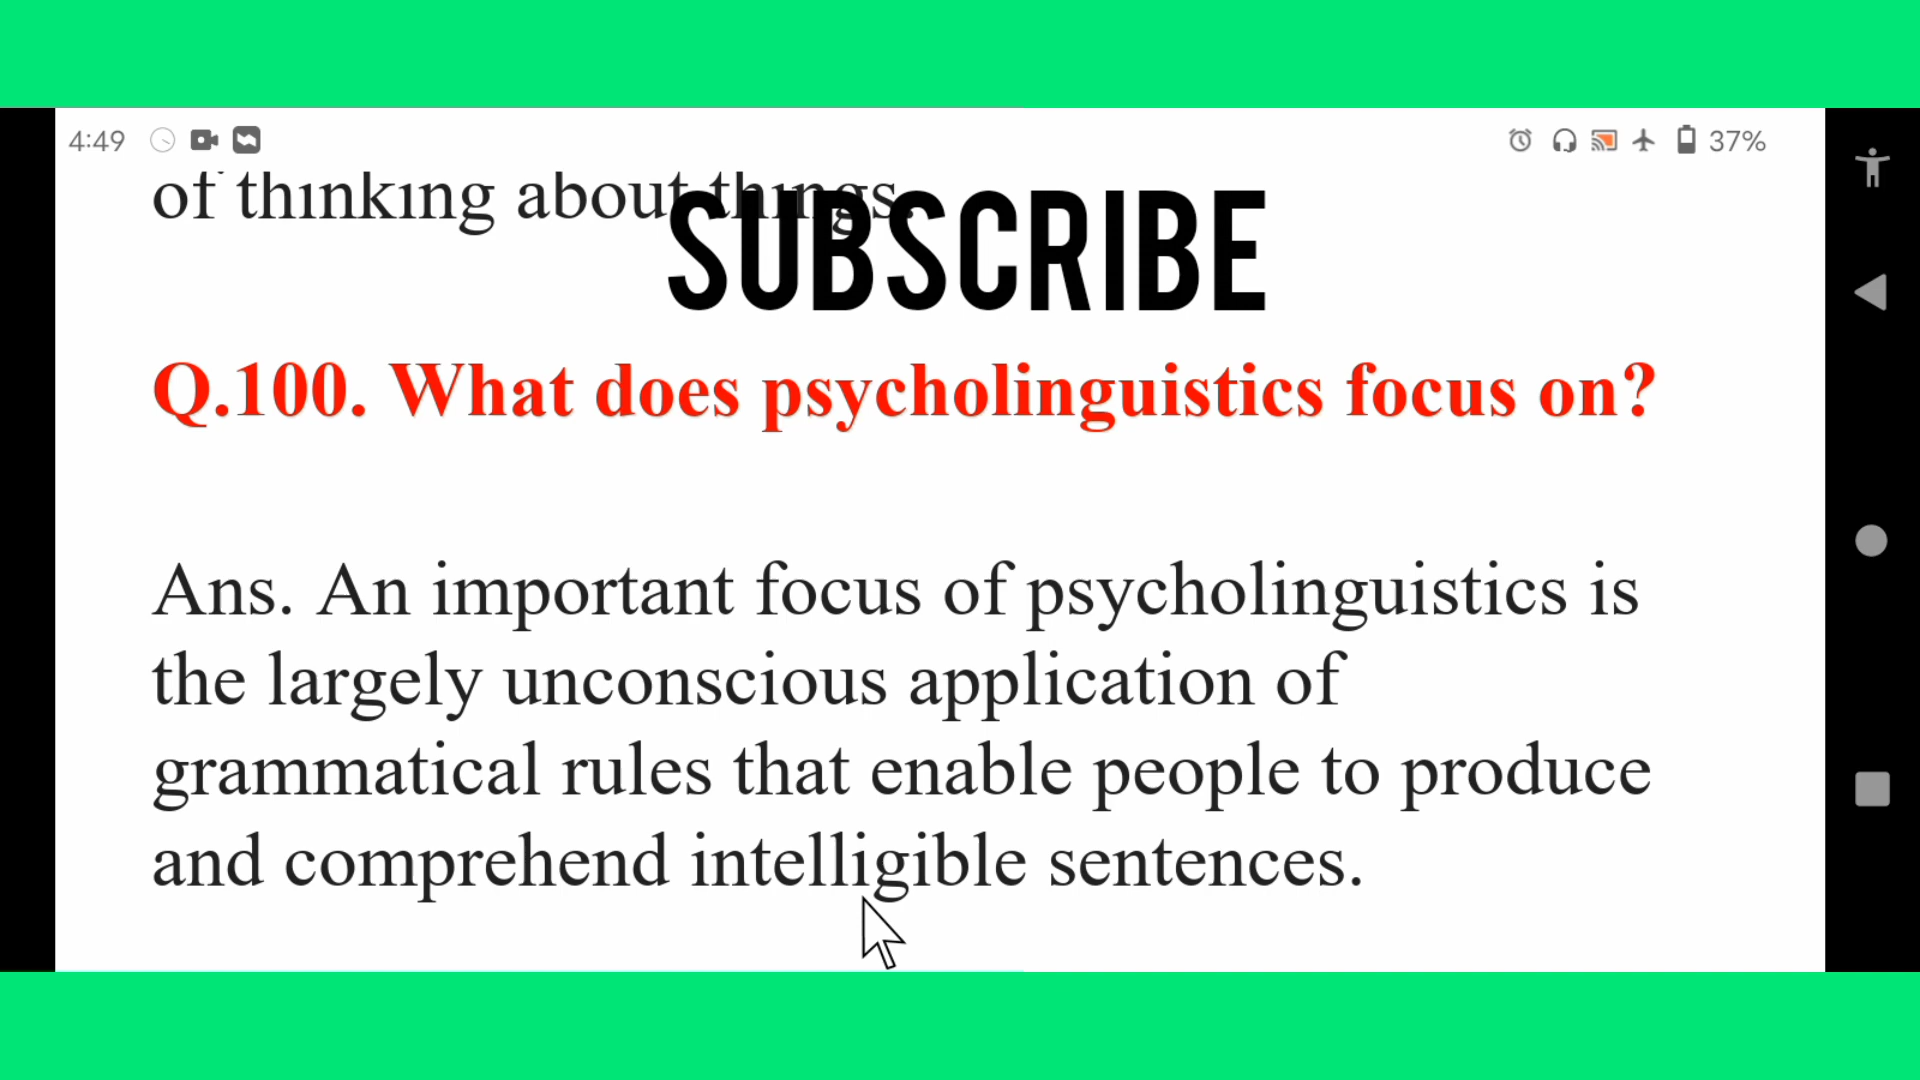 4:49 37%
of thinking about things.
SUBSCRIBE
Q.100. What does psycholinguistics focus on?
Ans. An important focus of psycholinguistics is
the largely unconscious application of
grammatical rules that enable people to produce
and comprehend intelligible sentences.